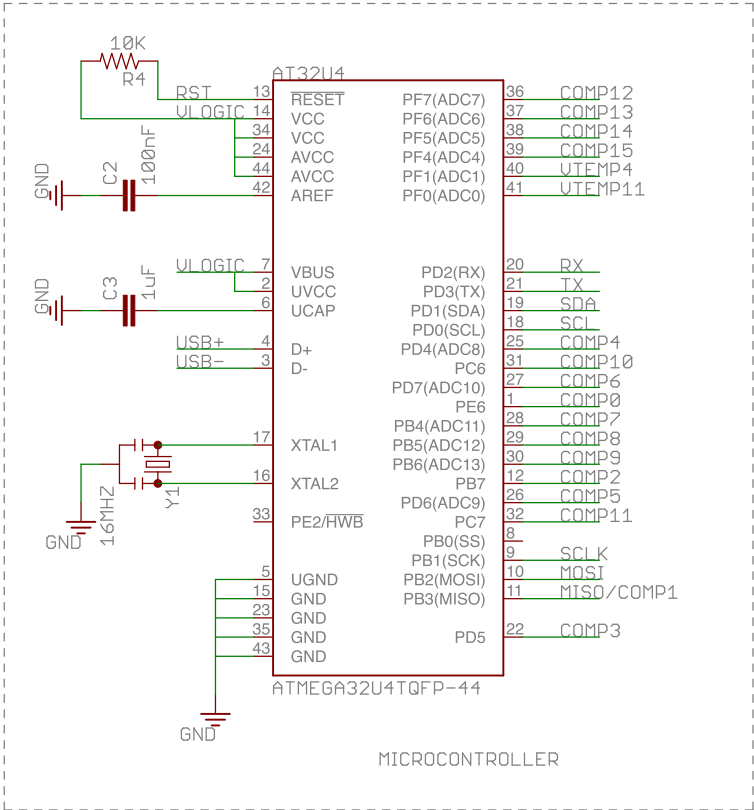 10K
R4
AT32U4
RST 13 RESET PF7(ADC7) 36 COMP12
VLOGIC 14 VCC PF6(ADC6) 37 COMP13
34 VCC PF5(ADC5) 38 COMP14
24 AVCC PF4(ADC4) 39 COMP15
44 AVCC PF1(ADC1) 40 VTEMP4
GND C2 100nF 42 AREF PF0(ADC0) 41 VTEMP11
VLOGIC 7 VBUS PD2(RX) 20 RX
2 UVCC PD3(TX) 21 TX
GND C3 1uF 6 UCAP PD1(SDA) 19 SDA
PD0(SCL) 18 SCL
USB+ 4 D+ PD4(ADC8) 25 COMP4
USB- 3 D- PC6 31 COMP10
PD7(ADC10) 27 COMP6
PE6 1 COMP0
PB4(ADC11) 28 COMP7
17 XTAL1 PB5(ADC12) 29 COMP8
PB6(ADC13) 30 COMP9
16MHZ Y1 16 XTAL2 PB7 12 COMP2
PD6(ADC9) 26 COMP5
33 PE2/HWB PC7 32 COMP11
GND
PB0(SS) 8
PB1(SCK) 9 SCLK
5 UGND PB2(MOSI) 10 MOSI
15 GND PB3(MISO) 11 MISO/COMP1
23 GND
35 GND PD5 22 COMP3
43 GND
ATMEGA32U4TQFP-44
GND
MICROCONTROLLER